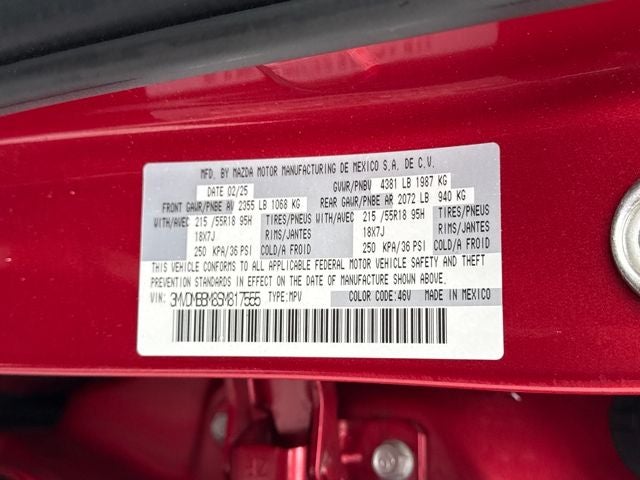 MFD. BY MAZDA MOTOR MANUFACTURING DE MEXICO S.A. DE C.V.
DATE 02/25 GVWR/PNBV 4381 LB 1987 KG
FRONT GAWR/PNBE AV 2355 LB 1068 KG REAR GAWR/PNBE AR 2072 LB 940 KG
WITH/AVEC 215 /55R18 95H TIRES/PNEUS WITH/AVEC 215 /55R18 95H TIRES/PNEUS
18X7J RIMS/JANTES 18X7J RIMS/JANTES
250 KPA/36 PSI COLD/A FROID 250 KPA/36 PSI COLD/A FROID
THIS VEHICLE CONFORMS TO ALL APPLICABLE FEDERAL MOTOR VEHICLE SAFETY AND THEFT
PREVENTION STANDARDS IN EFFECT ON THE DATE OF MANUFACTURE SHOWN ABOVE.
VIN: 3MVDMBBM8SM817555 TYPE:MPV COLOR CODE:46V MADE IN MEXICO